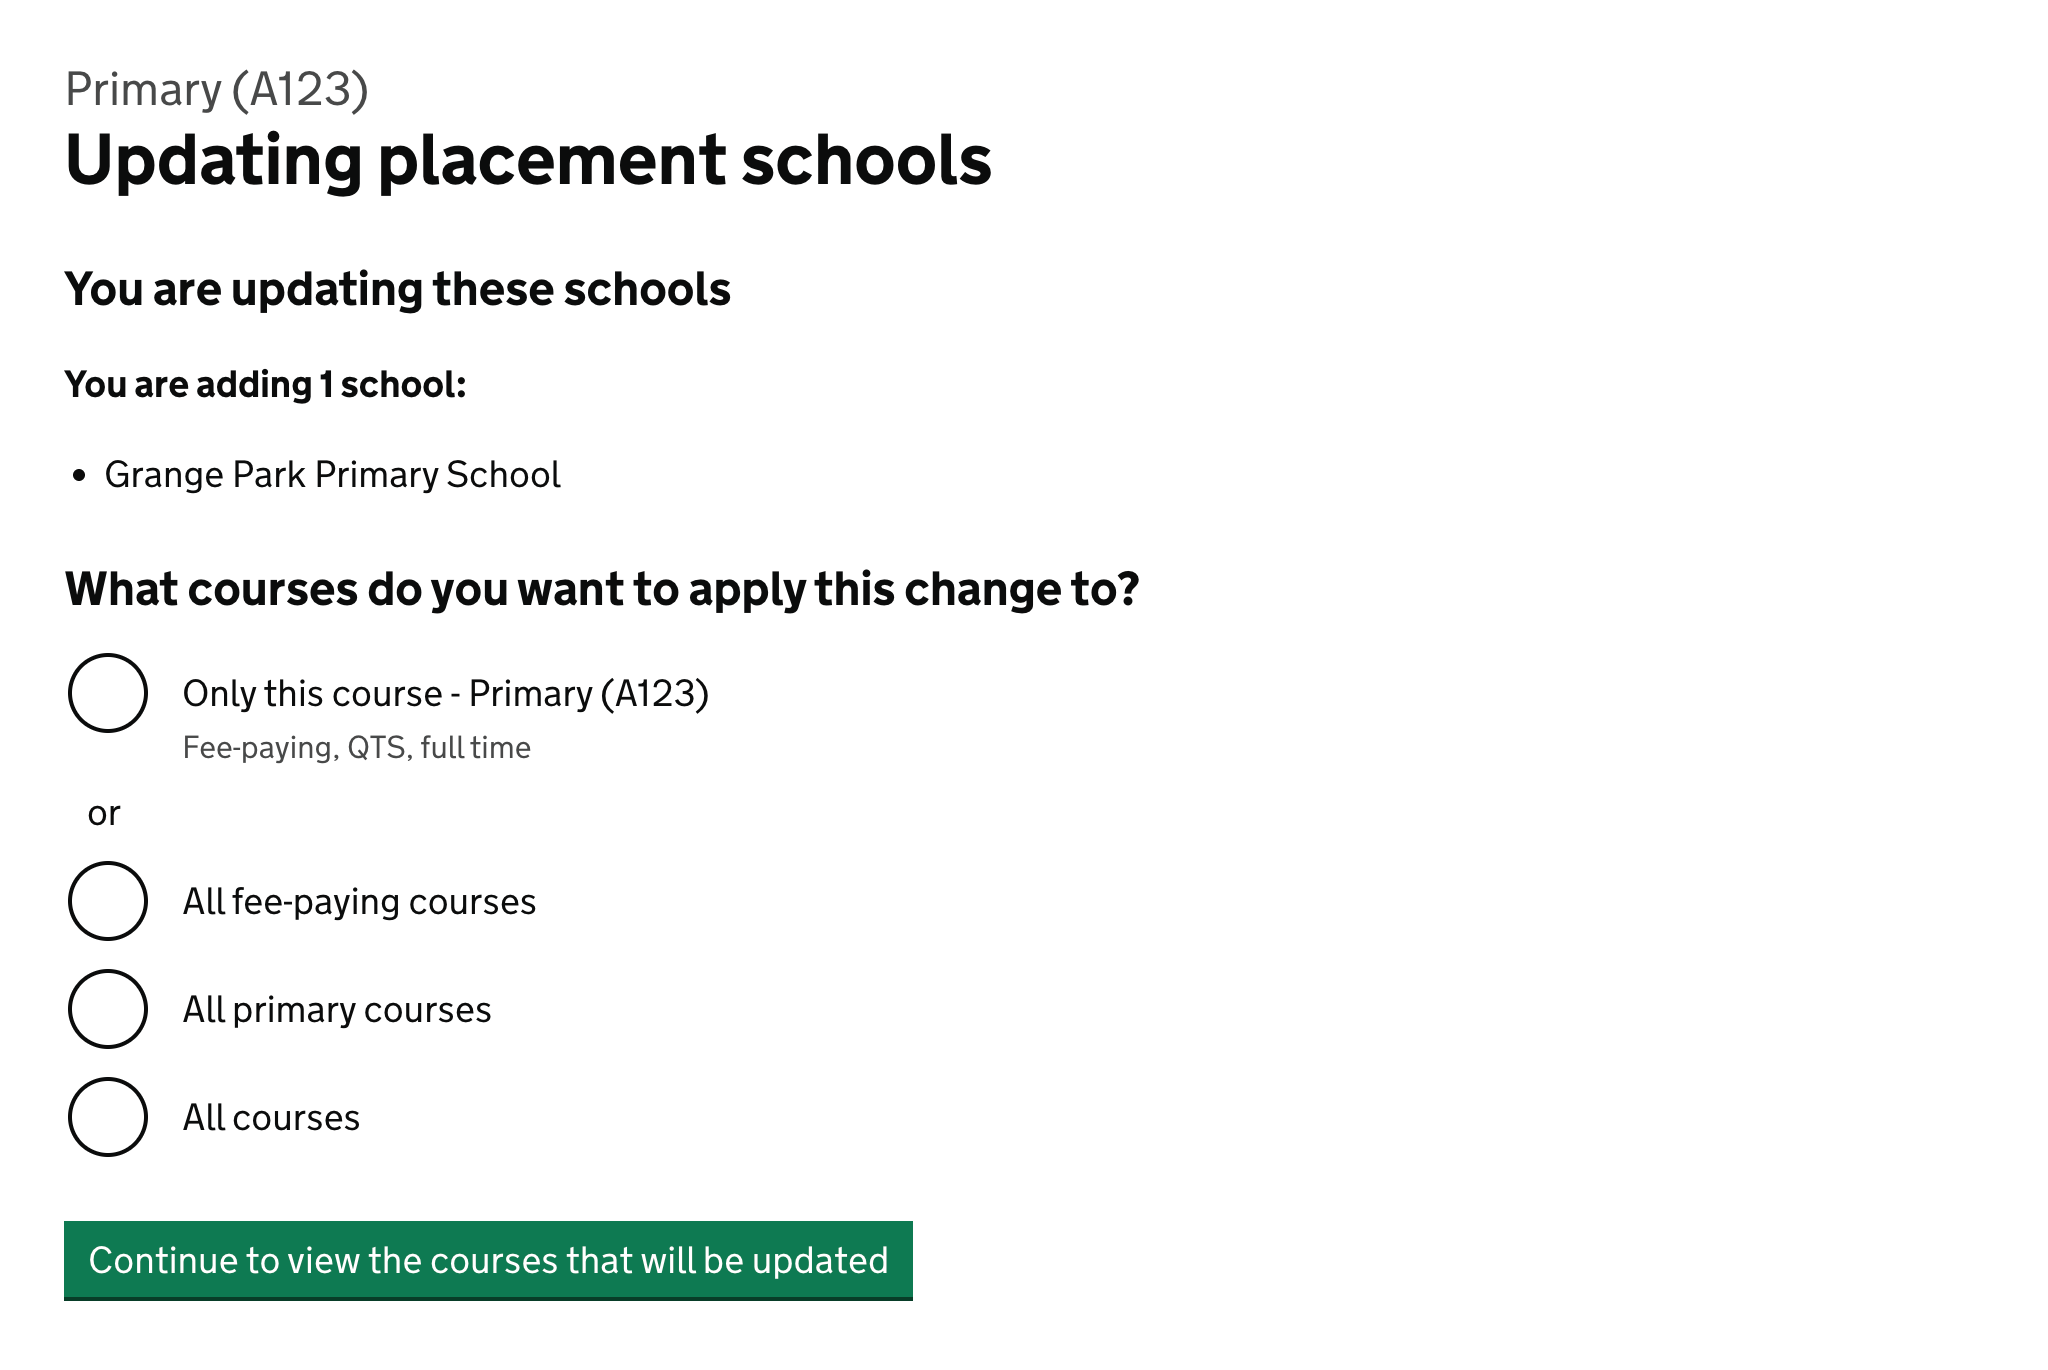 Primary (A123)
Updating placement schools
You are updating these schools
You are adding 1 school:
• Grange Park Primary School
What courses do you want to apply this change to?
Only this course - Primary (A123)
Fee-paying, QTS, full time
or
All fee-paying courses
All primary courses
All courses
Continue to view the courses that will be updated